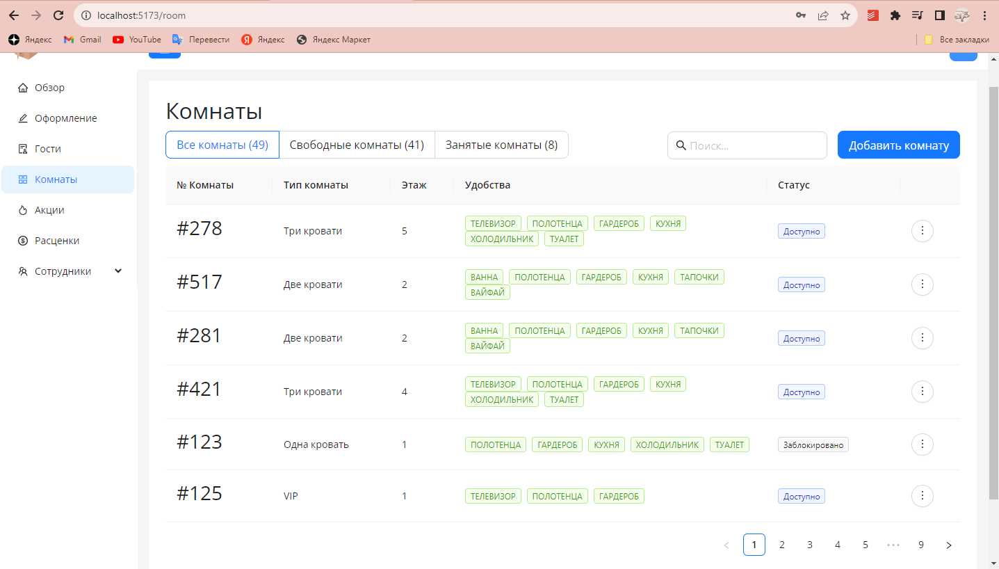 localhost:5173/room
Яндекс Gmail YouTube Перевести Яндекс Яндекс Маркет Все закладки
Обзор
Оформление
Гости
Комнаты
Акции
Расценки
Сотрудники
Комнаты
Все комнаты (49) Свободные комнаты (41) Занятые комнаты (8) Поиск... Добавить комнату
№ Комнаты Тип комнаты Этаж Удобства Статус
#278 Три кровати 5 ТЕЛЕВИЗОР ПОЛОТЕНЦА ГАРДЕРОБ КУХНЯ Доступно
ХОЛОДИЛЬНИК ТУАЛЕТ
#517 Две кровати 2 ВАННА ПОЛОТЕНЦА ГАРДЕРОБ КУХНЯ ТАПОЧКИ Доступно
ВАЙФАЙ
#281 Две кровати 2 ВАННА ПОЛОТЕНЦА ГАРДЕРОБ КУХНЯ ТАПОЧКИ Доступно
ВАЙФАЙ
#421 Три кровати 4 ТЕЛЕВИЗОР ПОЛОТЕНЦА ГАРДЕРОБ КУХНЯ Доступно
ХОЛОДИЛЬНИК ТУАЛЕТ
#123 Одна кровать 1 ПОЛОТЕНЦА ГАРДЕРОБ КУХНЯ ХОЛОДИЛЬНИК ТУАЛЕТ Заблокировано
#125 VIP 1 ТЕЛЕВИЗОР ПОЛОТЕНЦА ГАРДЕРОБ Доступно
< 1 2 3 4 5 ••• 9 >